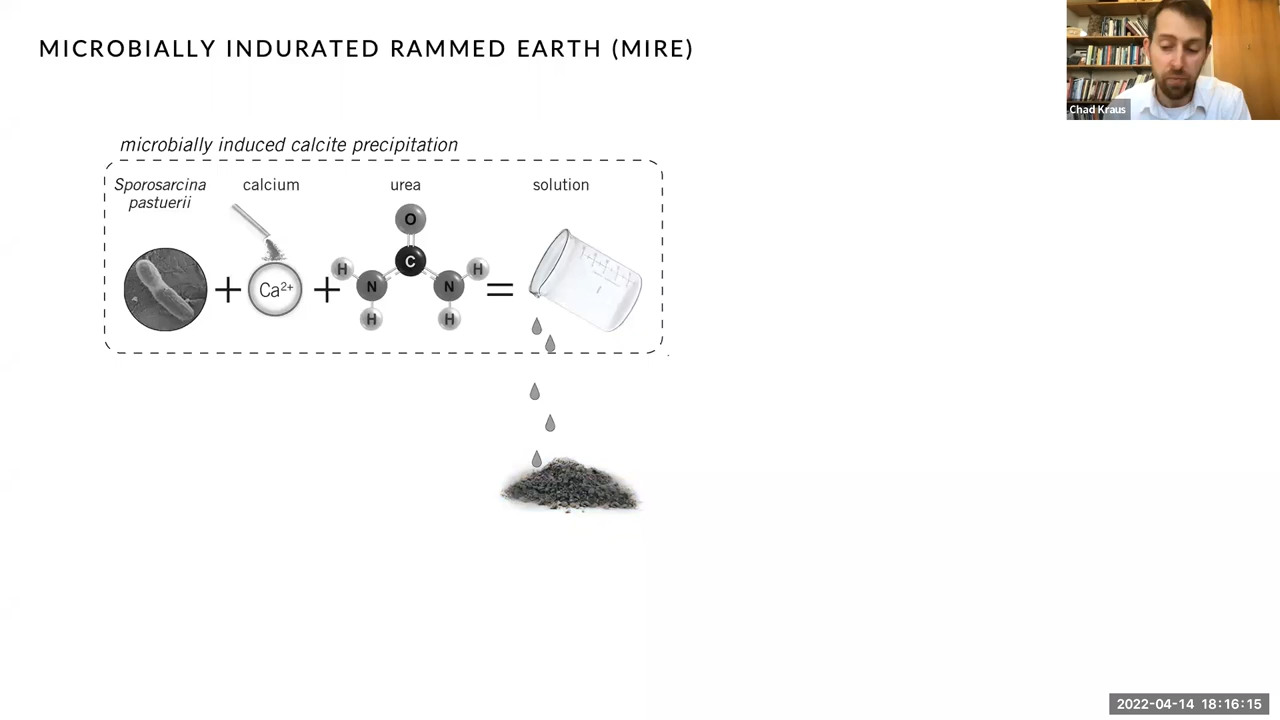 MICROBIALLY INDURATED RAMMED EARTH (MIRE)
Chad Kraus
microbially induced calcite precipitation
Sporosarcina
pastuerii
calcium
urea
solution
+
Ca²⁺
+
O
C
H
N
N
H
H
H
=
2022-04-14 18:16:15